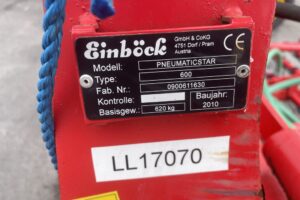 Einböck
GmbH & CoKG
4751 Dorf / Pram
Austria
CE
Modell: PNEUMATICSTAR
Type: 600
Fab. Nr.: 0900611630
Kontrolle: Baujahr:
Basisgew.: 620 kg 2010
LL17070